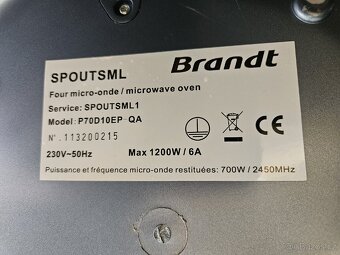 SPOUTSML
Brandt
Four micro-onde / microwave oven
Service: SPOUTSML1
Model: P70D10EP-QA
N°. 113200215
230V~50Hz
Max 1200W / 6A
Puissance et fréquence micro-onde restituées: 700W / 2450MHz
CE
K